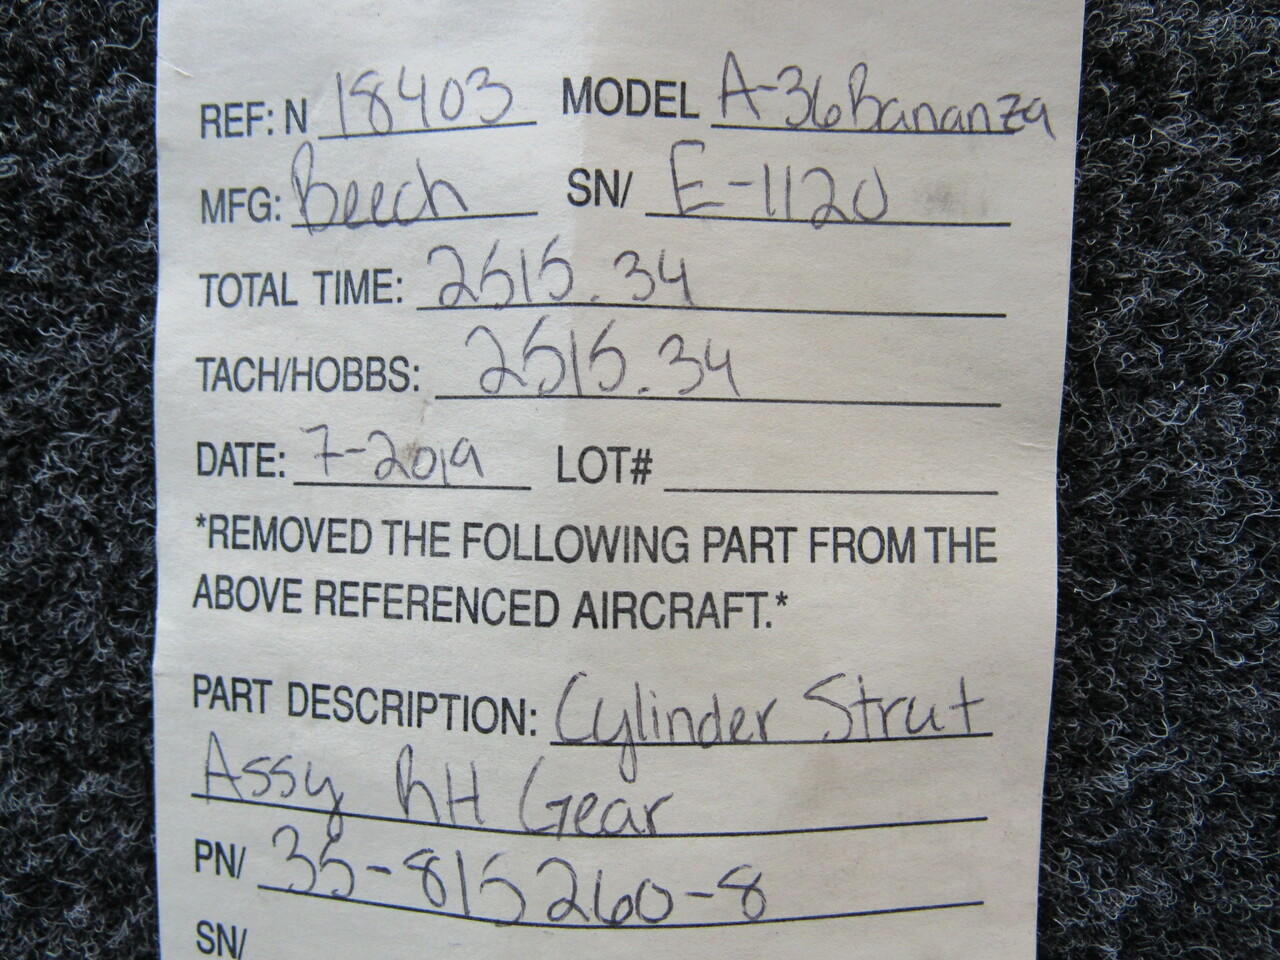 REF: N 18403 MODEL A-36 Bananza
MFG: Beech SN/ E-1120
TOTAL TIME: 2515.34
TACH/HOBBS: 2515.34
DATE: 7-2019 LOT#
*REMOVED THE FOLLOWING PART FROM THE
ABOVE REFERENCED AIRCRAFT.*
PART DESCRIPTION: Cylinder Strut
Assy RH Gear
PN/ 35-815260-8
SN/